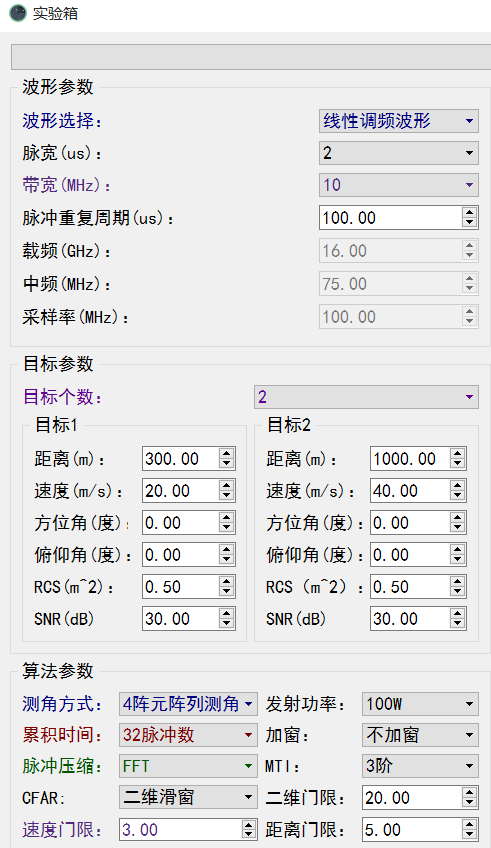 实验箱
波形参数
波形选择： 线性调频波形
脉宽(us)： 2
带宽(MHz)： 10
脉冲重复周期(us)： 100.00
载频(GHz)： 16.00
中频(MHz)： 75.00
采样率(MHz)： 100.00
目标参数
目标个数： 2
目标1 目标2
距离(m)： 300.00 距离(m)： 1000.00
速度(m/s)： 20.00 速度(m/s)： 40.00
方位角(度)： 0.00 方位角(度)： 0.00
俯仰角(度)： 0.00 俯仰角(度)： 0.00
RCS(m^2)： 0.50 RCS (m^2)： 0.50
SNR(dB) 30.00 SNR(dB) 30.00
算法参数
测角方式： 4阵元阵列测角 发射功率： 100W
累积时间： 32脉冲数 加窗： 不加窗
脉冲压缩： FFT MTI： 3阶
CFAR： 二维滑窗 二维门限： 20.00
速度门限： 3.00 距离门限： 5.00